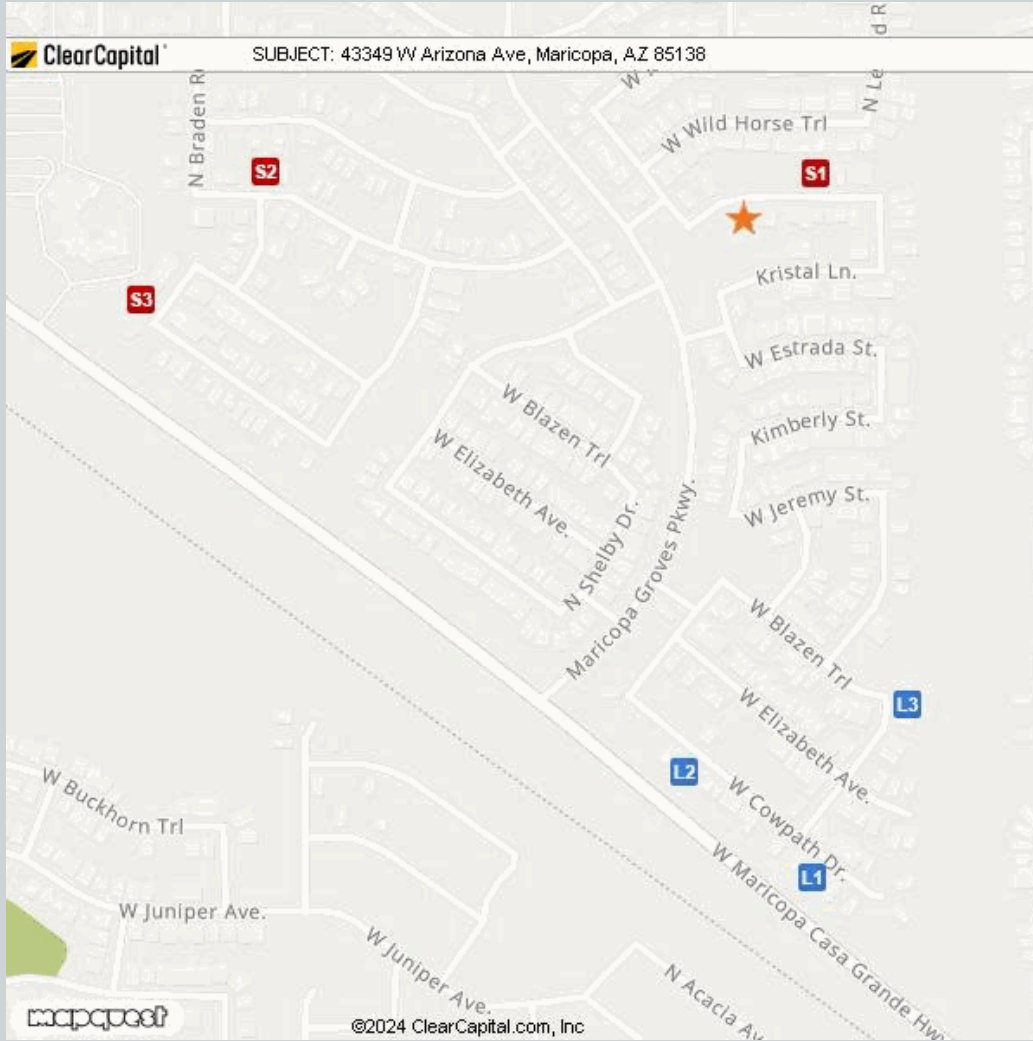 ClearCapital
SUBJECT: 43349 W Arizona Ave, Maricopa, AZ 85138
W Wild Horse Trl
N Braden
S2
S1
Kristal Ln.
S3
W Estrada St.
W Blazen Trl
Kimberly St.
W Elizabeth Ave.
W Jeremy St.
N Shelby Dr.
Maricopa Groves Pkwy.
W Blazen Trl
L3
W Elizabeth Ave.
L2
W Buckhorn Trl
W Cowpath Dr.
L1
W Maricopa Casa Grande Hwy
W Juniper Ave.
W Juniper Ave.
N Acacia Av
mapquest
©2024 ClearCapital.com, Inc